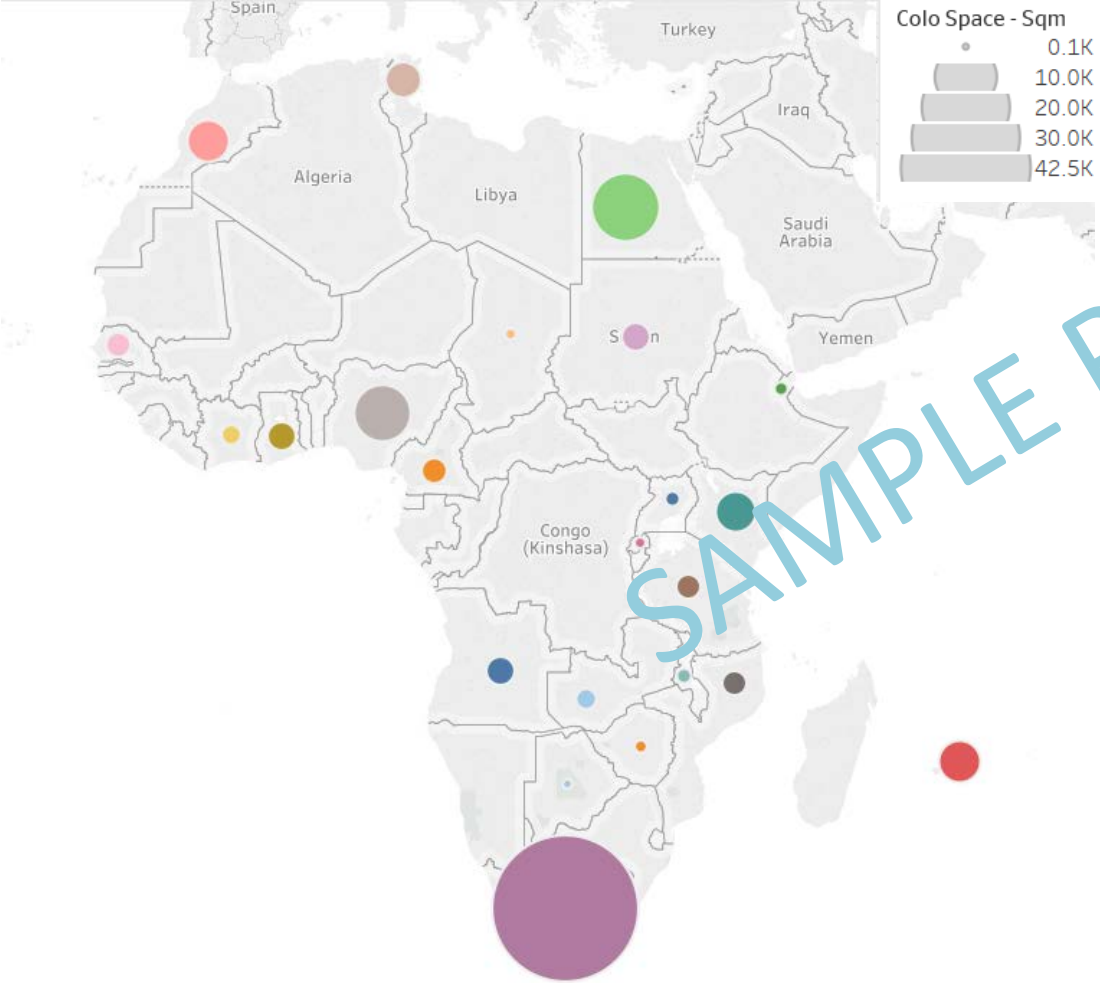 Spain
Turkey
Colo Space - Sqm
0.1K
10.0K
20.0K
30.0K
42.5K
Iraq
Algeria
Libya
Saudi
Arabia
S n
Yemen
Congo
(Kinshasa)
SAMPLE